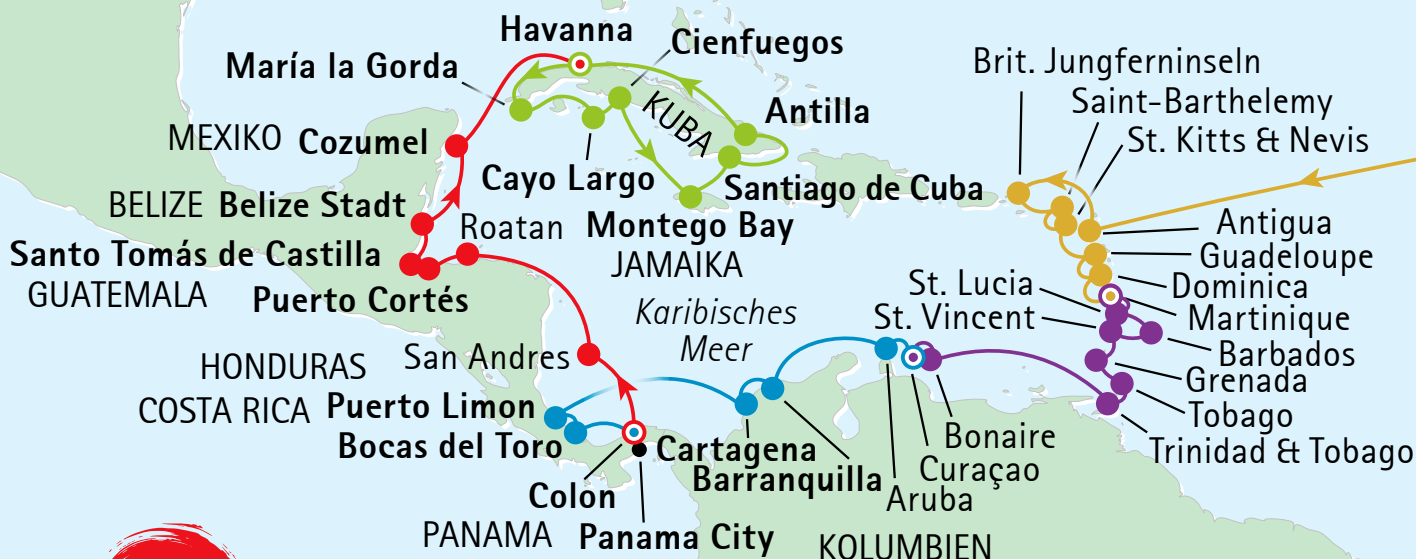 Havanna
Cienfuegos
María la Gorda
Brit. Jungferninseln
Saint-Barthelemy
St. Kitts & Nevis
KUBA
Antilla
MEXIKO
Cozumel
Cayo Largo
Santiago de Cuba
BELIZE
Belize Stadt
Roatan
Montego Bay
JAMAIKA
Antigua
Santo Tomás de Castilla
GUATEMALA
Puerto Cortés
Guadeloupe
Dominica
St. Lucia
St. Vincent
Martinique
Karibisches
Meer
Barbados
San Andres
HONDURAS
Grenada
COSTA RICA
Puerto Limon
Tobago
Bocas del Toro
Cartagena
Bonaire
Trinidad & Tobago
Barranquilla
Curaçao
Colon
Aruba
PANAMA
Panama City
KOLUMBIEN